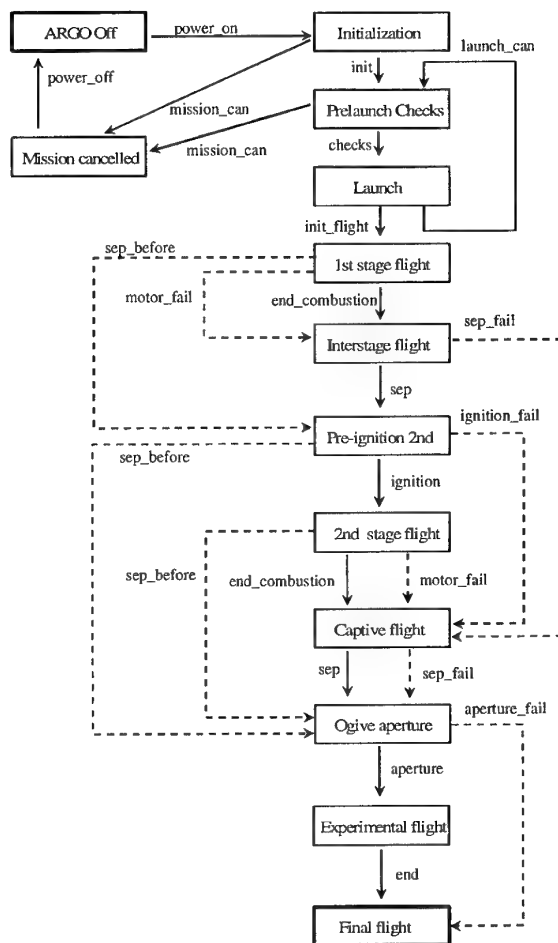 ARGO Off
power_on
Initialization
launch_can
power_off
init
mission_can
Prelaunch Checks
Mission cancelled
mission_can
checks
Launch
init_flight
sep_before
1st stage flight
motor_fail
end_combustion
sep_fail
Interstage flight
sep
ignition_fail
Pre-ignition 2nd
sep_before
ignition
2nd stage flight
sep_before
end_combustion
motor_fail
Captive flight
sep
sep_fail
aperture_fail
Ogive aperture
aperture
Experimental flight
end
Final flight